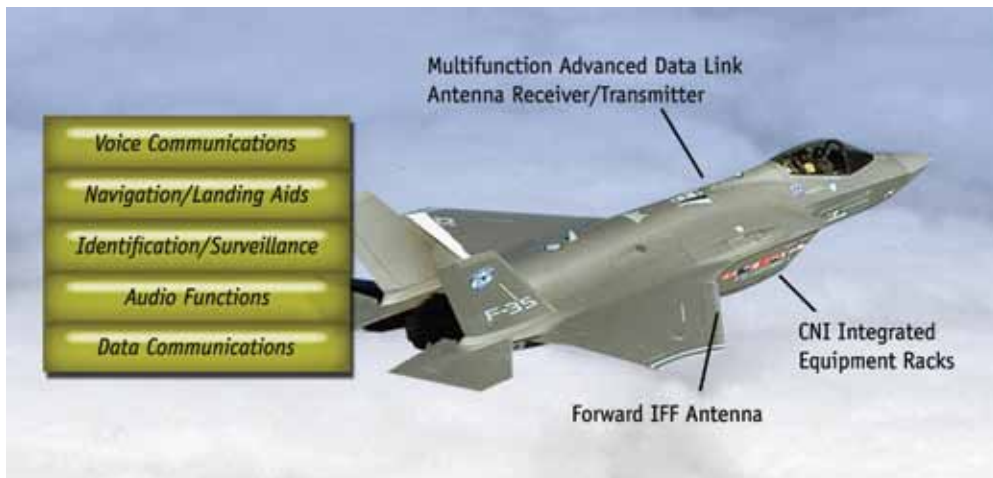 Multifunction Advanced Data Link
Antenna Receiver/Transmitter
Voice Communications
Navigation/Landing Aids
Identification/Surveillance
Audio Functions
Data Communications
F-35
CNI Integrated
Equipment Racks
Forward IFF Antenna